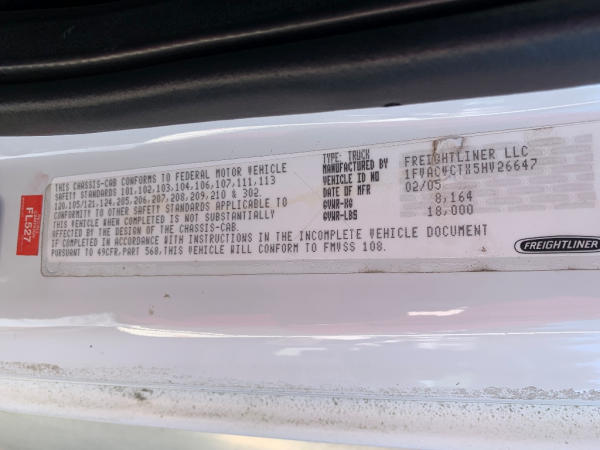 THIS CHASSIS-CAB CONFORMS TO FEDERAL MOTOR VEHICLE
SAFETY STANDARDS 101,102,103,104,106,107,111,113
120,105/121,124,205,206,207,208,209,210 & 302.
CONFORMITY TO OTHER SAFETY STANDARDS APPLICABLE TO
THIS VEHICLE WHEN COMPLETED IS NOT SUBSTANTIALLY
AFFECTED BY THE DESIGN OF THE CHASSIS-CAB.
IF COMPLETED IN ACCORDANCE WITH INSTRUCTIONS IN THE INCOMPLETE VEHICLE DOCUMENT
PURSUANT TO 49CFR,PART 568,THIS VEHICLE WILL CONFORM TO FMVSS 108.
TYPE: TRUCK
MANUFACTURED BY FREIGHTLINER LLC
VEHICLE ID NO 1FVACWCTX5HV26647
DATE OF MFR 02/05
GVWR-KG 8,164
GVWR-LBS 18,000
FREIGHTLINER
FL527